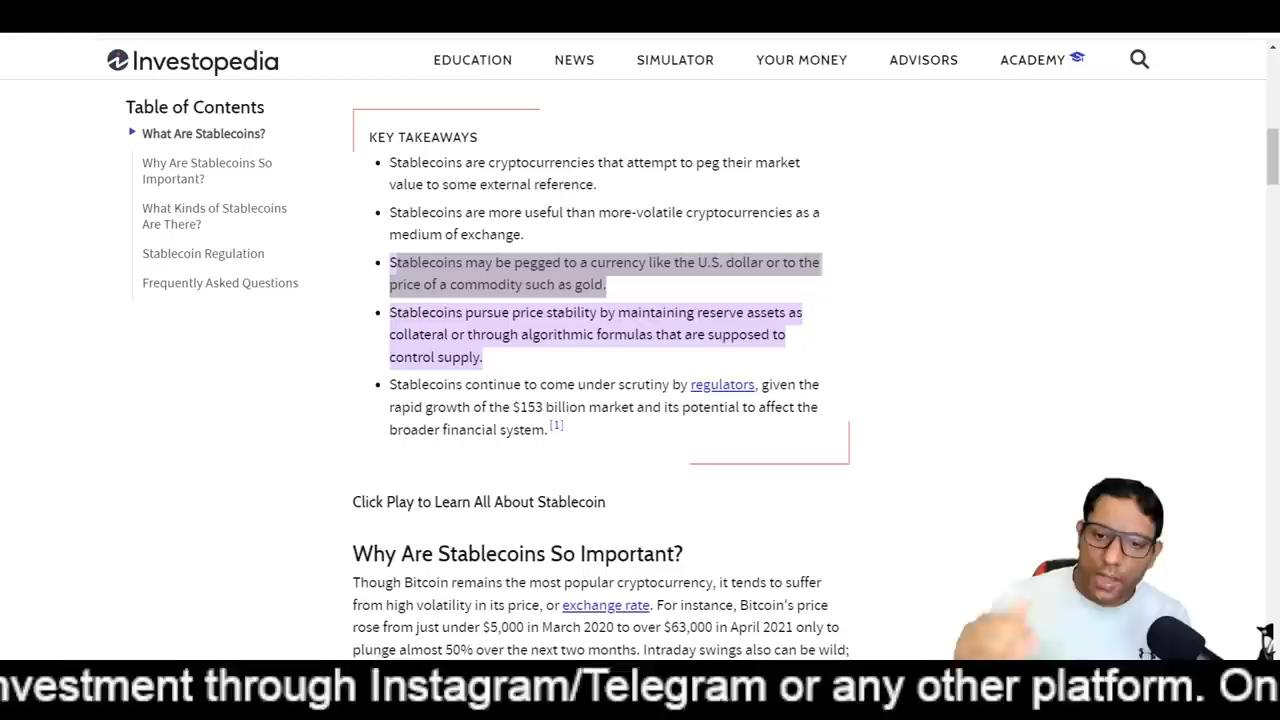 Investopedia
EDUCATION NEWS SIMULATOR YOUR MONEY ADVISORS ACADEMY
Table of Contents
What Are Stablecoins?
Why Are Stablecoins So
Important?
What Kinds of Stablecoins
Are There?
Stablecoin Regulation
Frequently Asked Questions
KEY TAKEAWAYS
Stablecoins are cryptocurrencies that attempt to peg their market
value to some external reference.
Stablecoins are more useful than more-volatile cryptocurrencies as a
medium of exchange.
Stablecoins may be pegged to a currency like the U.S. dollar or to the
price of a commodity such as gold.
Stablecoins pursue price stability by maintaining reserve assets as
collateral or through algorithmic formulas that are supposed to
control supply.
Stablecoins continue to come under scrutiny by regulators, given the
rapid growth of the $153 billion market and its potential to affect the
broader financial system. [1]
Click Play to Learn All About Stablecoin
Why Are Stablecoins So Important?
Though Bitcoin remains the most popular cryptocurrency, it tends to suffer
from high volatility in its price, or exchange rate. For instance, Bitcoin's price
rose from just under $5,000 in March 2020 to over $63,000 in April 2021 only to
plunge almost 50% over the next two months. Intraday swings also can be wild;
nvestment through Instagram/Telegram or any other platform. On